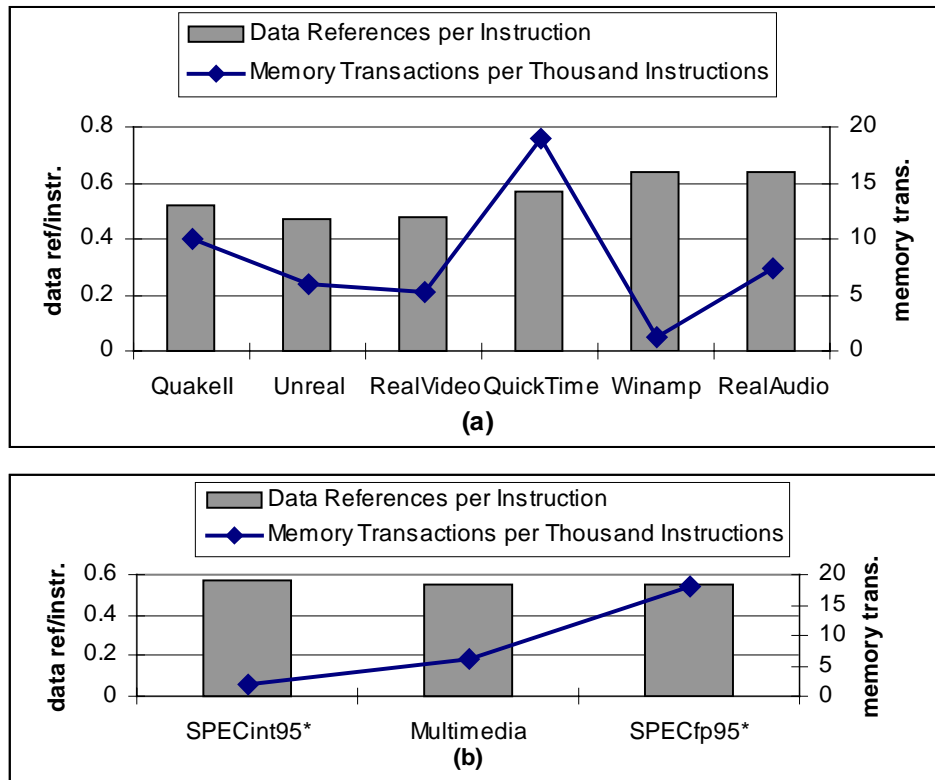 Data References per Instruction
Memory Transactions per Thousand Instructions
data ref/instr.
0.8
0.6
0.4
0.2
0
20
15
10
5
0
memory trans.
QuakeII Unreal RealVideo QuickTime Winamp RealAudio
(a)
Data References per Instruction
Memory Transactions per Thousand Instructions
data ref/instr.
0.6
0.4
0.2
0
20
15
10
5
0
memory trans.
SPECint95* Multimedia SPECfp95*
(b)